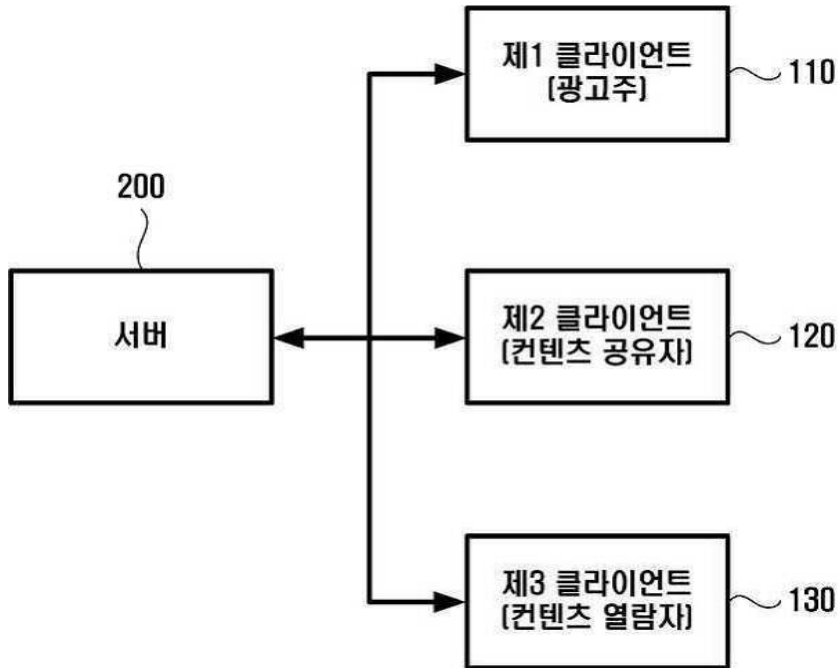 제1 클라이언트
(광고주)
110
200
서버
제2 클라이언트
(컨텐츠 공유자)
120
제3 클라이언트
(컨텐츠 열람자)
130